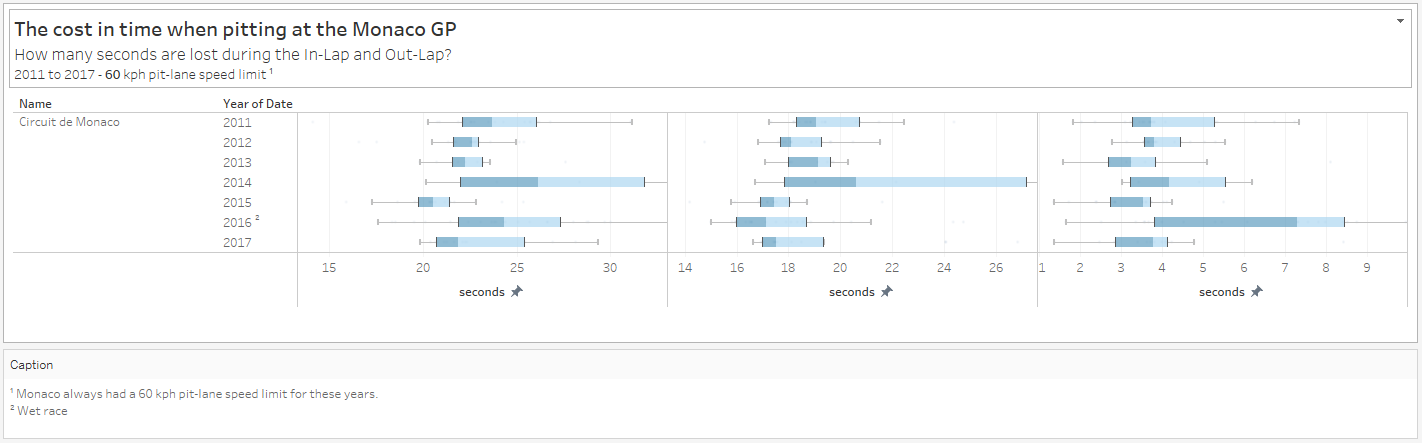 The cost in time when pitting at the Monaco GP
How many seconds are lost during the In-Lap and Out-Lap?
2011 to 2017 - 60 kph pit-lane speed limit ¹
Name Year of Date
Circuit de Monaco 2011
2012
2013
2014
2015
2016 ²
2017
15 20 25 30 14 16 18 20 22 24 26 1 2 3 4 5 6 7 8 9
seconds seconds seconds
Caption
¹ Monaco always had a 60 kph pit-lane speed limit for these years.
² Wet race